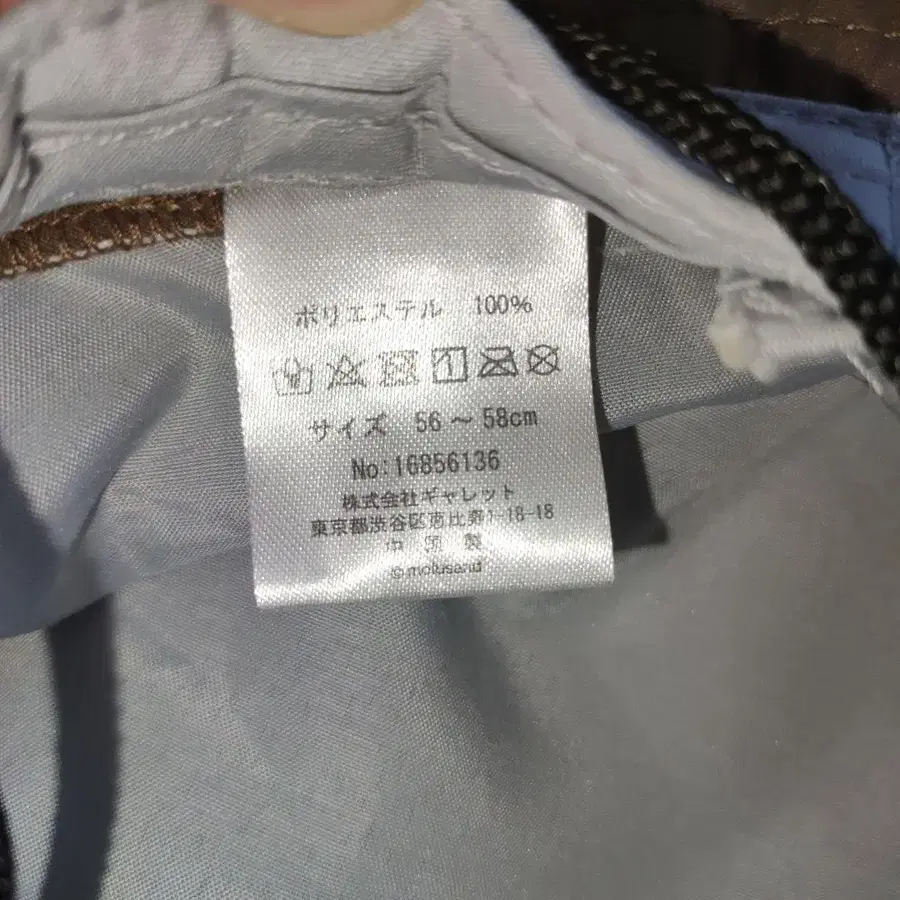 ポリエステル 100%
サイズ 56～58cm
No:16856136
株式会社ギャレット
東京都渋谷区恵比寿1-18-18
中国製
©mofusand